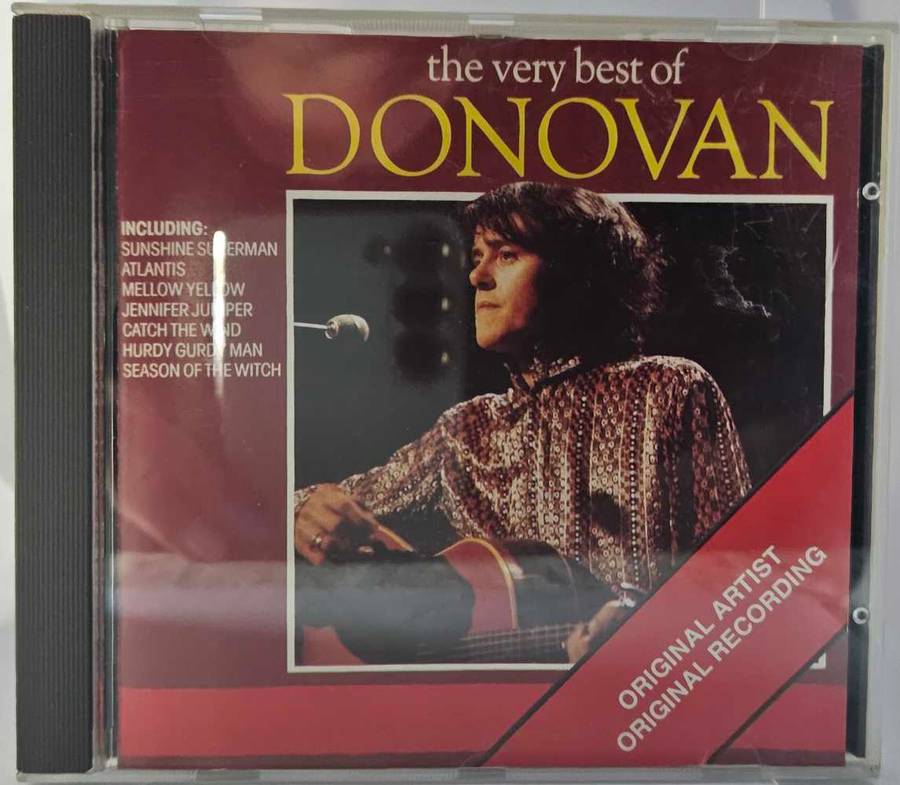 the very best of
DONOVAN
INCLUDING:
SUNSHINE SUPERMAN
ATLANTIS
MELLOW YELLOW
JENNIFER JUNIPER
CATCH THE WIND
HURDY GURDY MAN
SEASON OF THE WITCH
ORIGINAL ARTIST
ORIGINAL RECORDING